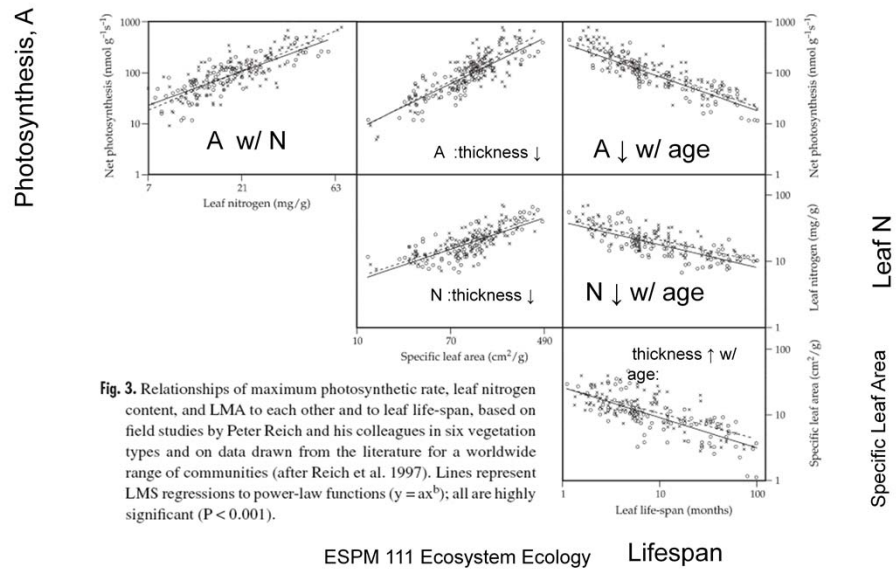 Photosynthesis, A
Net photosynthesis (nmol g⁻¹s⁻¹)
1000
100
10
1
A w/ N
7
21
63
Leaf nitrogen (mg/g)
A :thickness ↓
A ↓ w/ age
1000
100
10
1
Net photosynthesis (nmol g⁻¹s⁻¹)
N :thickness ↓
10
70
490
Specific leaf area (cm²/g)
N ↓ w/ age
100
10
1
Leaf nitrogen (mg/g)
Leaf N
thickness ↑ w/
age:
100
10
1
Specific leaf area (cm²/g)
Specific Leaf Area
1
10
100
Leaf life-span (months)
Fig. 3. Relationships of maximum photosynthetic rate, leaf nitrogen
content, and LMA to each other and to leaf life-span, based on
field studies by Peter Reich and his colleagues in six vegetation
types and on data drawn from the literature for a worldwide
range of communities (after Reich et al. 1997). Lines represent
LMS regressions to power-law functions (y = axᵇ); all are highly
significant (P < 0.001).
ESPM 111 Ecosystem Ecology
Lifespan